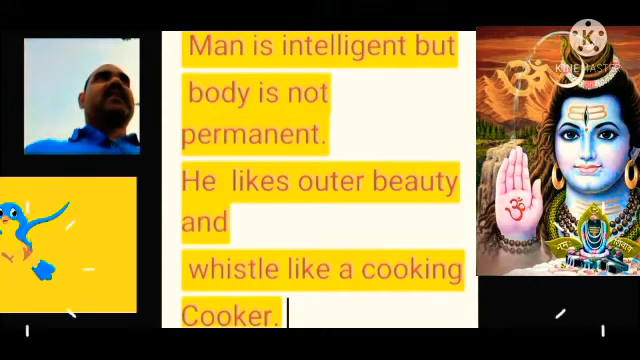 Man is intelligent but
body is not
permanent.
He likes outer beauty
and
whistle like a cooking
Cooker.
K
KINEMASTER
ॐ
ॐ